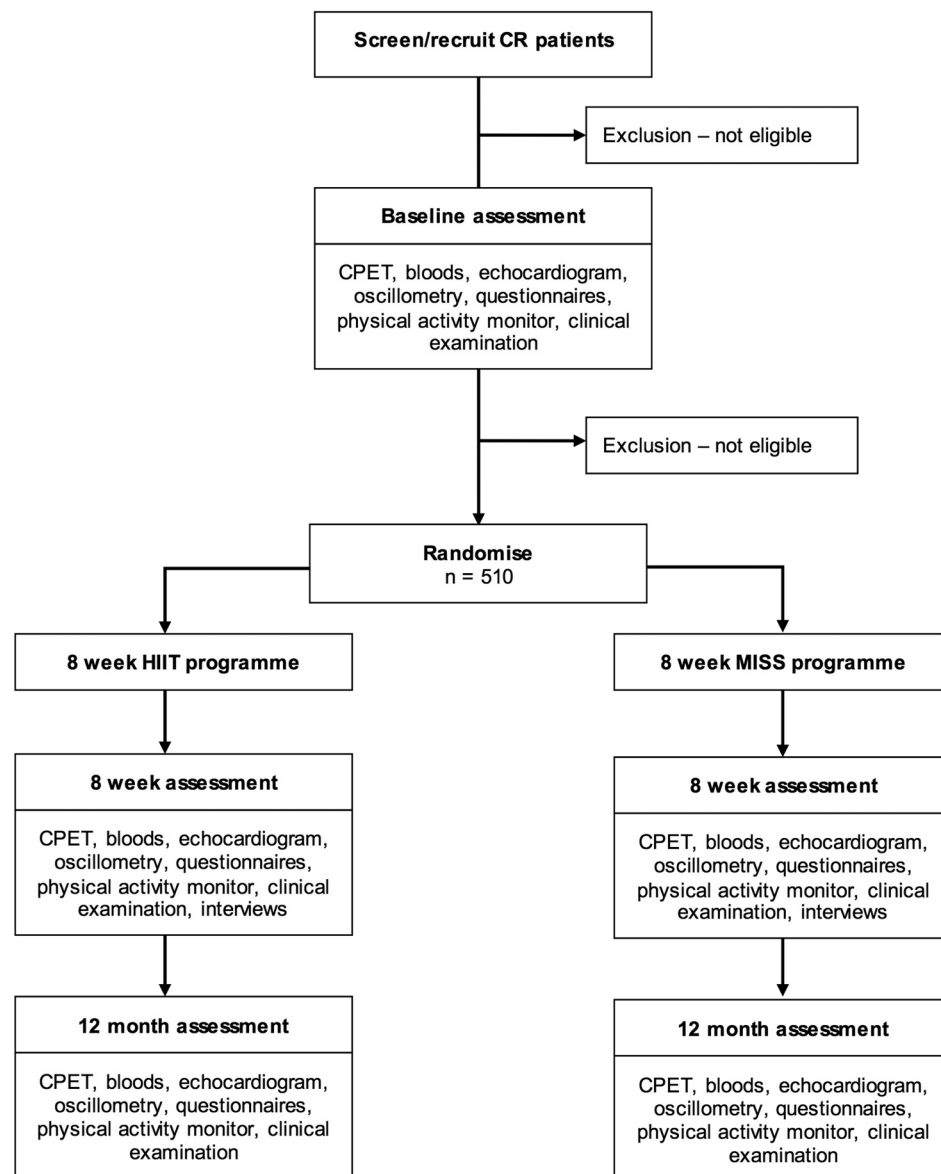 Screen/recruit CR patients
Exclusion – not eligible
Baseline assessment
CPET, bloods, echocardiogram,
oscillometry, questionnaires,
physical activity monitor, clinical
examination
Exclusion – not eligible
Randomise
n = 510
8 week HIIT programme
8 week MISS programme
8 week assessment
CPET, bloods, echocardiogram,
oscillometry, questionnaires,
physical activity monitor, clinical
examination, interviews
8 week assessment
CPET, bloods, echocardiogram,
oscillometry, questionnaires,
physical activity monitor, clinical
examination, interviews
12 month assessment
CPET, bloods, echocardiogram,
oscillometry, questionnaires,
physical activity monitor, clinical
examination
12 month assessment
CPET, bloods, echocardiogram,
oscillometry, questionnaires,
physical activity monitor, clinical
examination